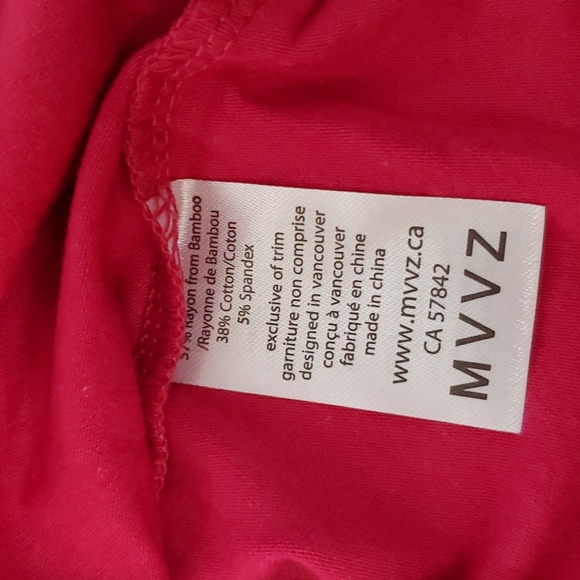 57% Rayon from Bamboo
/Rayonne de Bambou
38% Cotton/Coton
5% Spandex
exclusive of trim
garniture non comprise
designed in vancouver
conçu à vancouver
fabriqué en chine
made in china
www.mvvz.ca
CA 57842
MVVZ